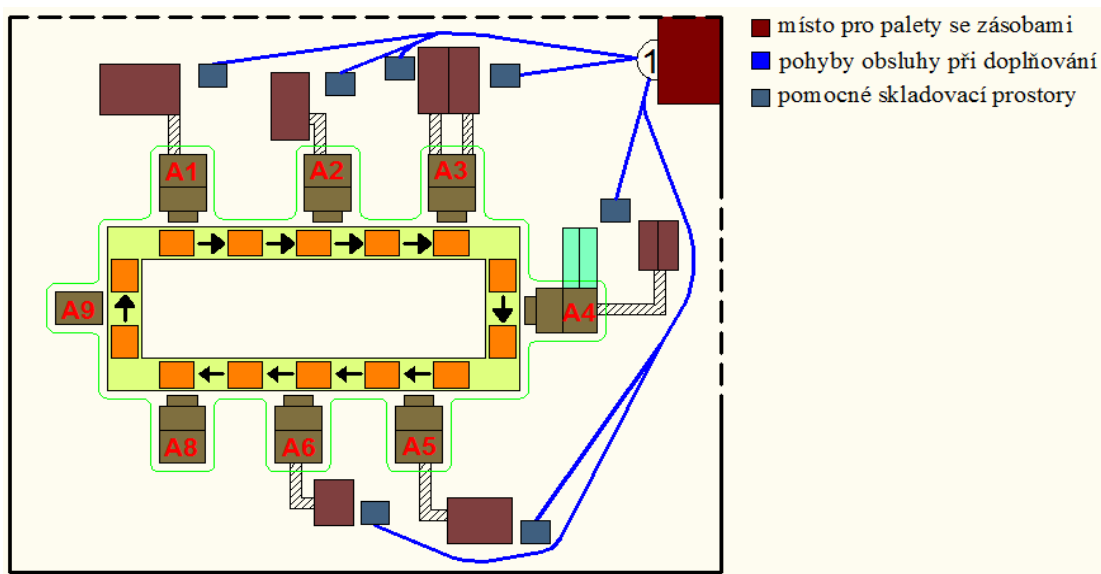 místo pro palety se zásobami
pohyby obsluhy při doplňování
pomocné skladovací prostory
1
A1
A2
A3
A4
A9
A8
A6
A5